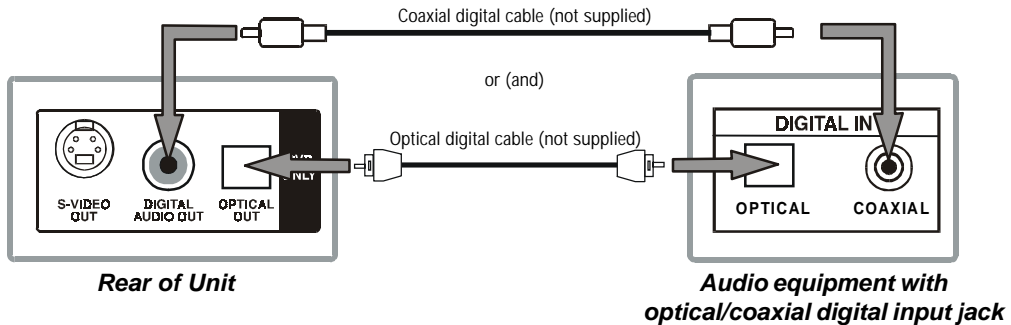 Coaxial digital cable (not supplied)
or (and)
Optical digital cable (not supplied)
S-VIDEO
OUT
DIGITAL
AUDIO OUT
OPTICAL
OUT
ONLY
DIGITAL IN
OPTICAL
COAXIAL
Rear of Unit
Audio equipment with
optical/coaxial digital input jack